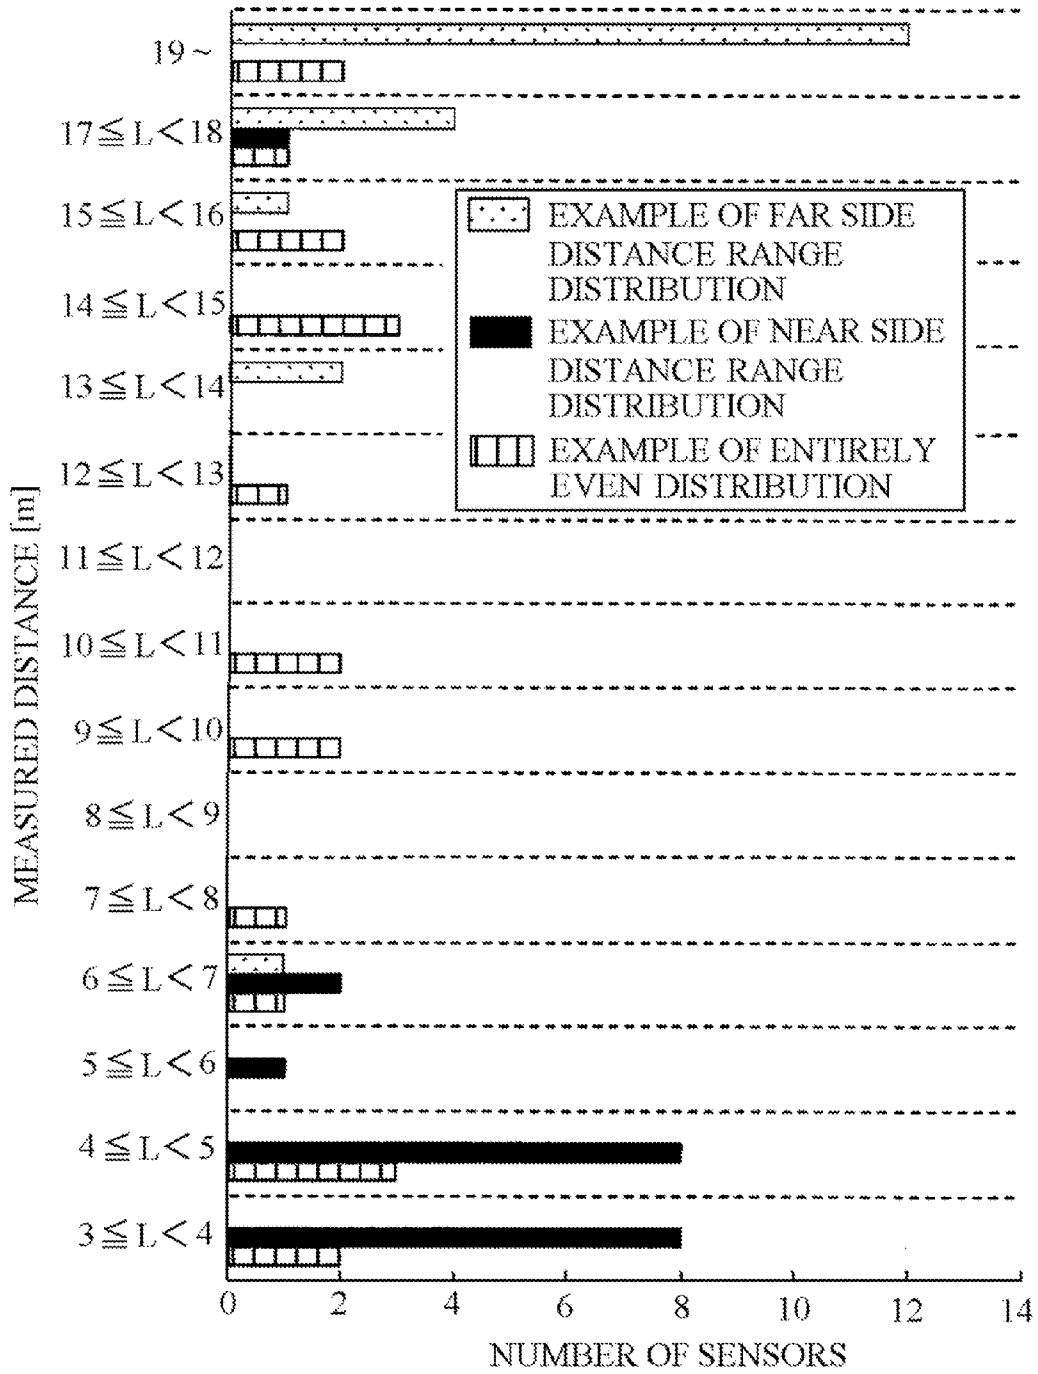 19～
17≦L＜18
15≦L＜16
14≦L＜15
13≦L＜14
12≦L＜13
11≦L＜12
10≦L＜11
9≦L＜10
8≦L＜9
7≦L＜8
6≦L＜7
5≦L＜6
4≦L＜5
3≦L＜4
MEASURED DISTANCE [m]
EXAMPLE OF FAR SIDE
DISTANCE RANGE
DISTRIBUTION
EXAMPLE OF NEAR SIDE
DISTANCE RANGE
DISTRIBUTION
EXAMPLE OF ENTIRELY
EVEN DISTRIBUTION
0 2 4 6 8 10 12 14
NUMBER OF SENSORS